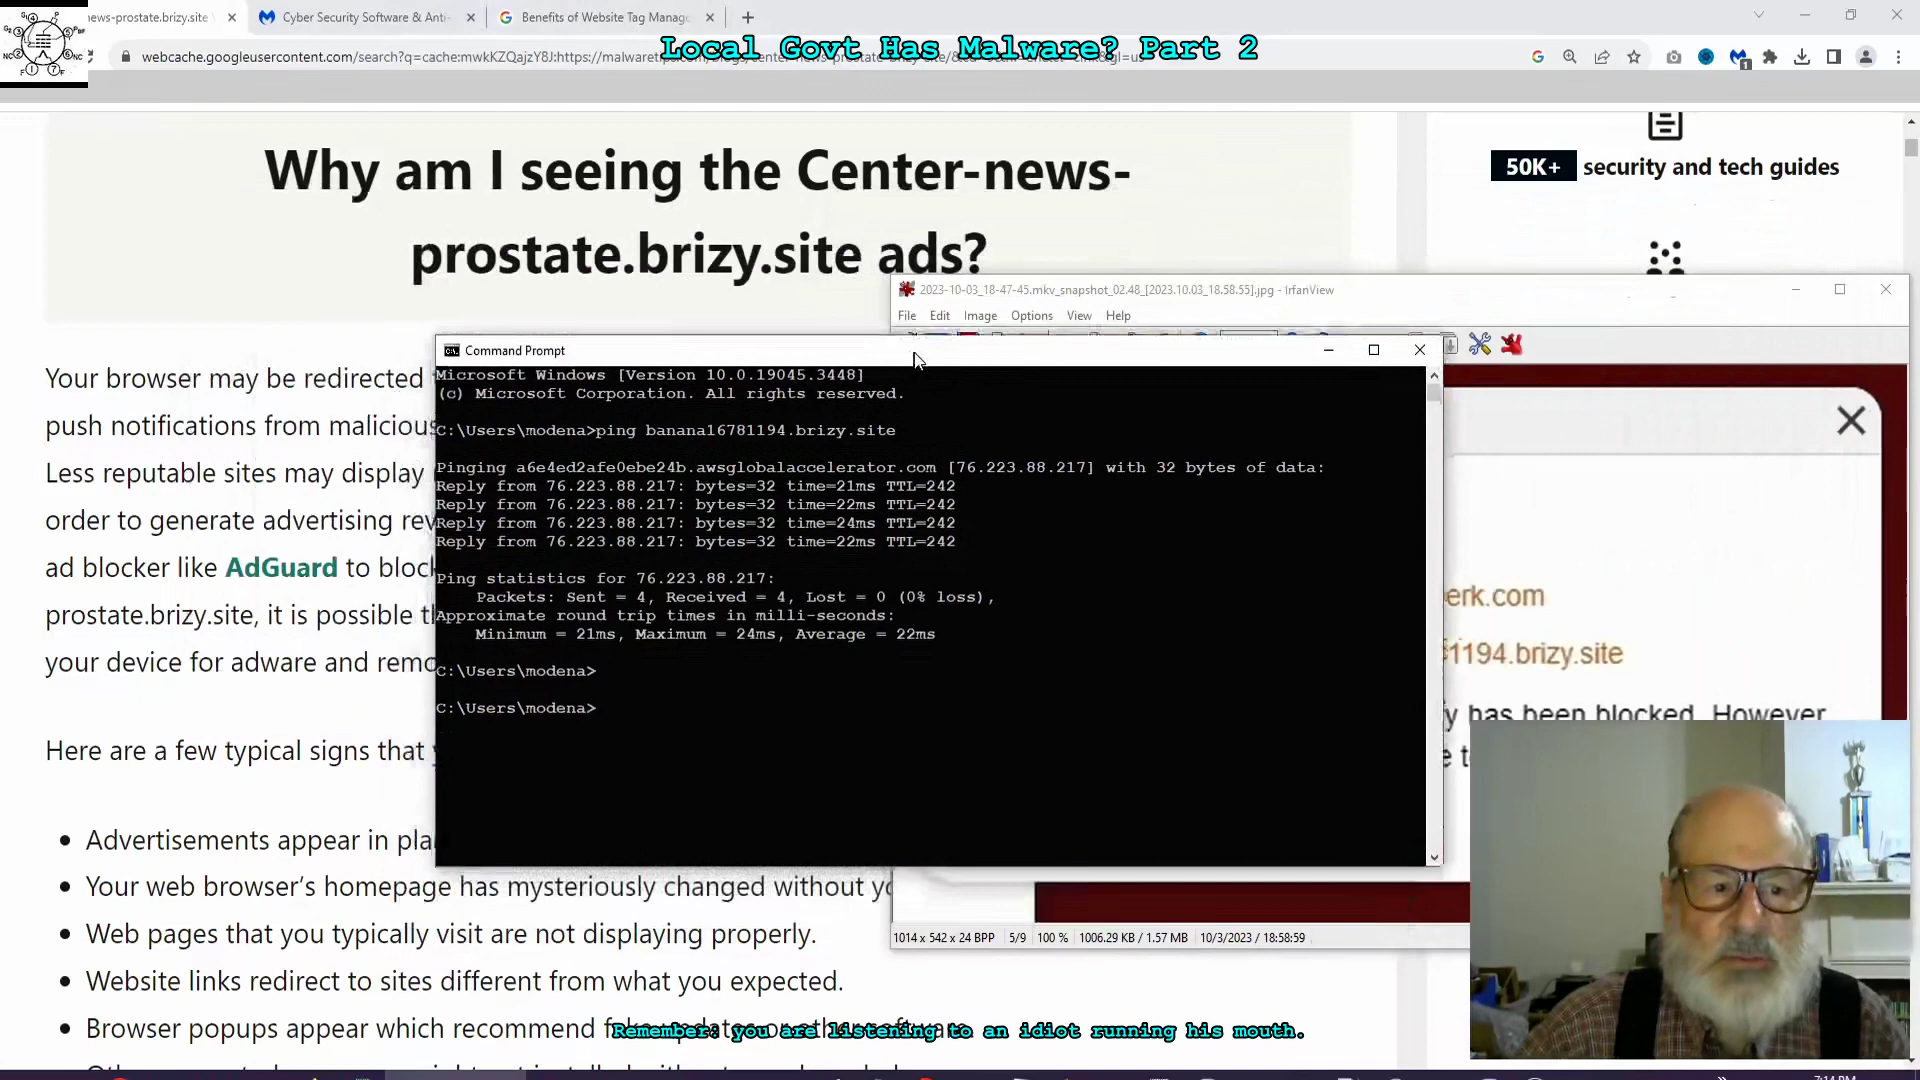 news-prostate.brizy.site
Cyber Security Software & Anti-
Benefits of Website Tag Manage
Local Govt Has Malware? Part 2
webcache.googleusercontent.com/search?q=cache:mwkKZQajzY8J:https://malwaretips.com/blogs/center-news-prostate-brizy-site/
Why am I seeing the Center-news-
prostate.brizy.site ads?
50K+ security and tech guides
2023-10-03_18-47-45.mkv_snapshot_02.48_[2023.10.03_18.58.55].jpg - IrfanView
File Edit Image Options View Help
Command Prompt
Microsoft Windows [Version 10.0.19045.3448]
(c) Microsoft Corporation. All rights reserved.
C:\Users\modena>ping banana16781194.brizy.site
Pinging a6e4ed2afe0ebe24b.awsglobalaccelerator.com [76.223.88.217] with 32 bytes of data:
Reply from 76.223.88.217: bytes=32 time=21ms TTL=242
Reply from 76.223.88.217: bytes=32 time=22ms TTL=242
Reply from 76.223.88.217: bytes=32 time=24ms TTL=242
Reply from 76.223.88.217: bytes=32 time=22ms TTL=242
Ping statistics for 76.223.88.217:
Packets: Sent = 4, Received = 4, Lost = 0 (0% loss),
Approximate round trip times in milli-seconds:
Minimum = 21ms, Maximum = 24ms, Average = 22ms
C:\Users\modena>
C:\Users\modena>
Your browser may be redirected
push notifications from malicious
Less reputable sites may display
order to generate advertising rev
ad blocker like AdGuard to block
prostate.brizy.site, it is possible
your device for adware and remo
Here are a few typical signs that
Advertisements appear in pla
Your web browser's homepage has mysteriously changed without yo
Web pages that you typically visit are not displaying properly.
Website links redirect to sites different from what you expected.
Browser popups appear which recommend
erk.com
1194.brizy.site
y has been blocked. However
1014 x 542 x 24 BPP 5/9 100 % 1006.29 KB / 1.57 MB 10/3/2023 / 18:58:59
Remember: you are listening to an idiot running his mouth.